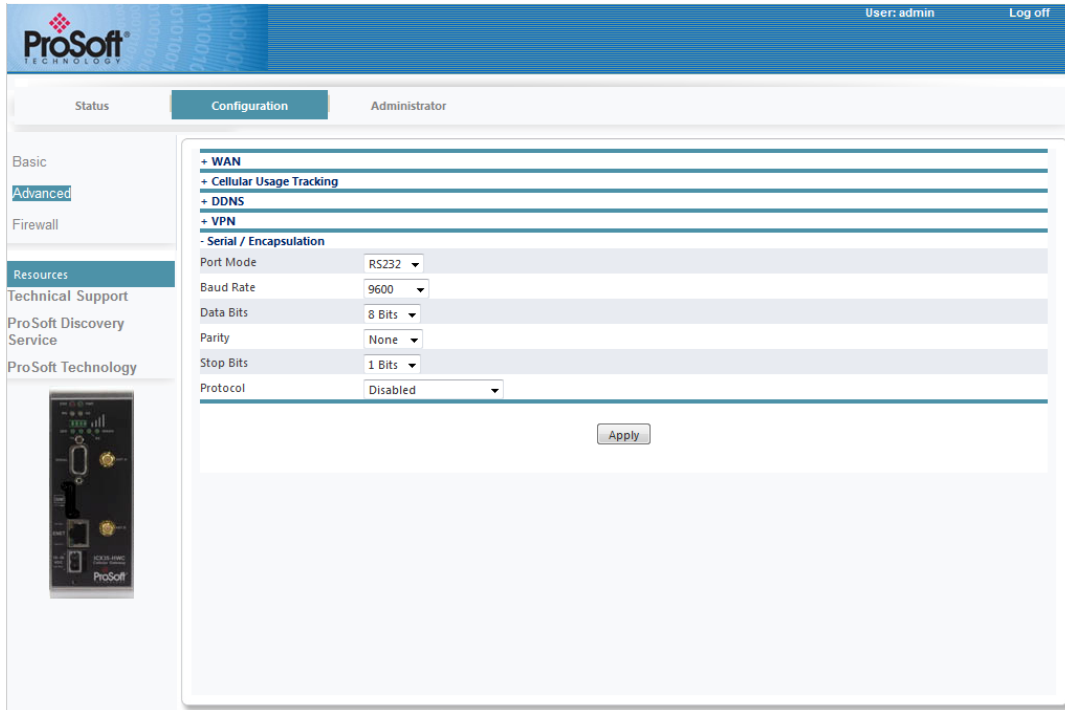 User: admin
Log off
ProSoft®
TECHNOLOGY
Status
Configuration
Administrator
Basic
Advanced
Firewall
Resources
Technical Support
ProSoft Discovery
Service
ProSoft Technology
+ WAN
+ Cellular Usage Tracking
+ DDNS
+ VPN
- Serial / Encapsulation
Port Mode RS232
Baud Rate 9600
Data Bits 8 Bits
Parity None
Stop Bits 1 Bits
Protocol Disabled
Apply
ProSoft